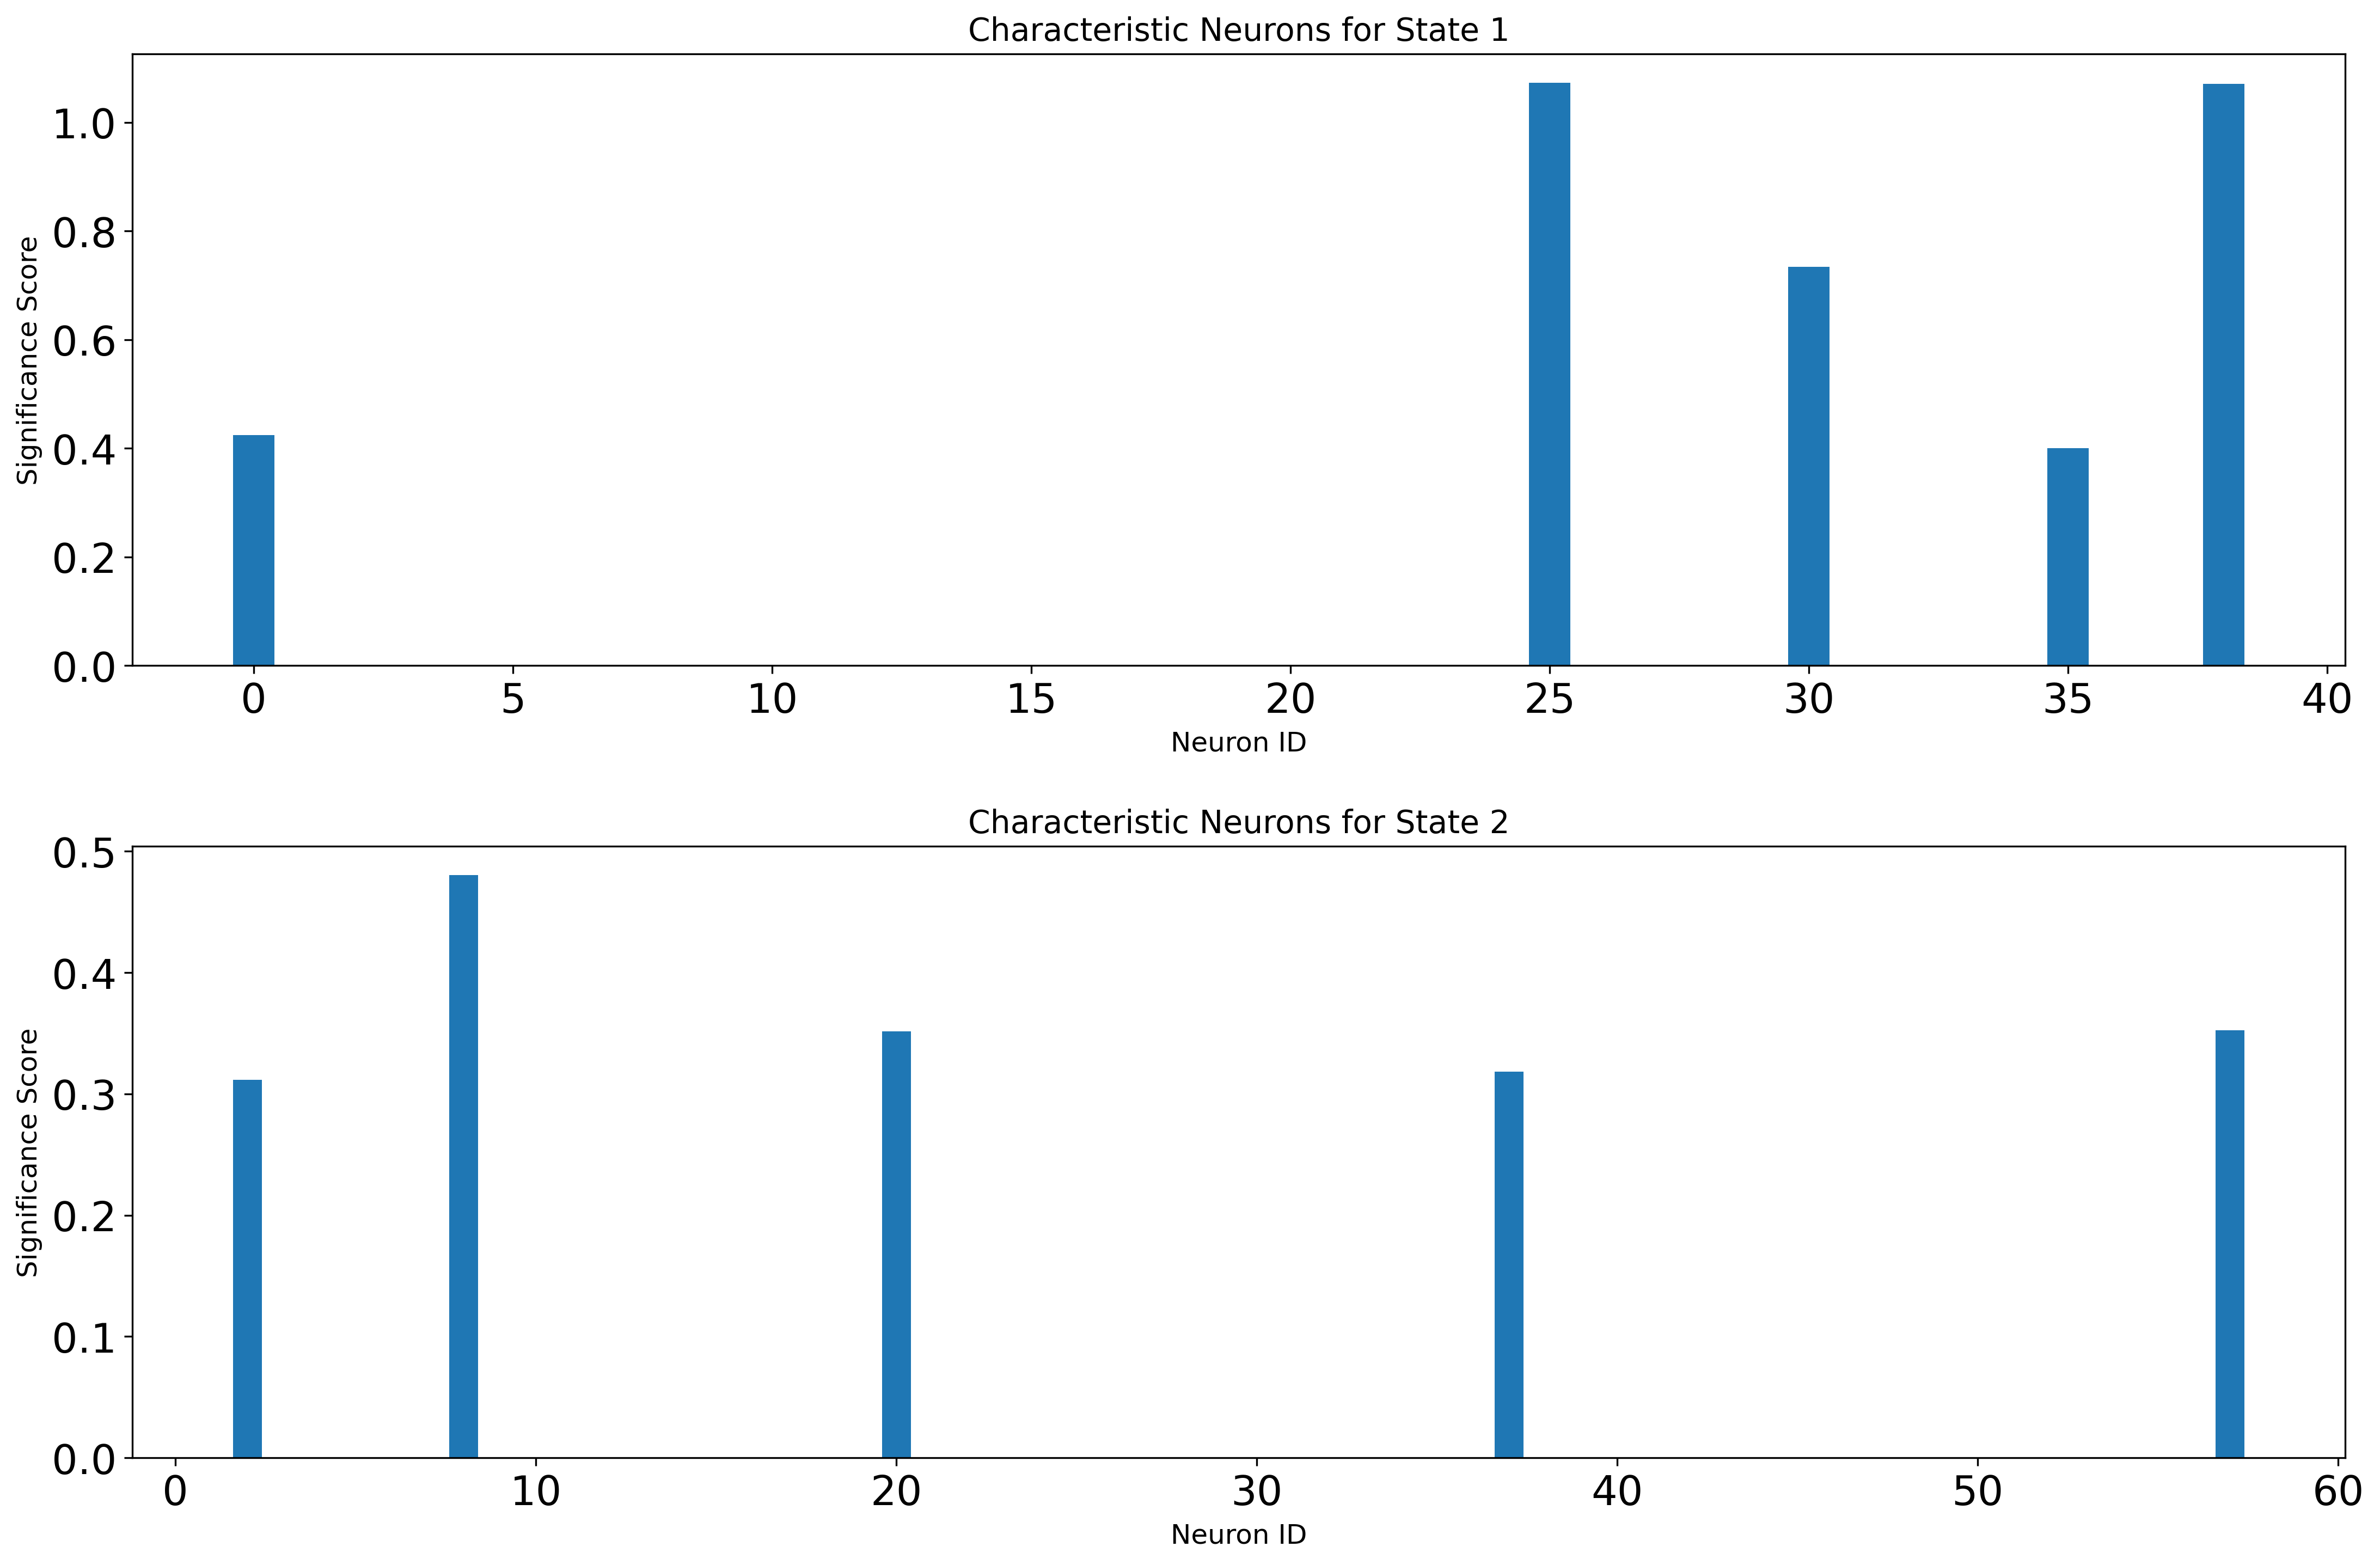 Characteristic Neurons for State 1
Significance Score
1.0
0.8
0.6
0.4
0.2
0.0
0 5 10 15 20 25 30 35 40
Neuron ID
Characteristic Neurons for State 2
Significance Score
0.5
0.4
0.3
0.2
0.1
0.0
0 10 20 30 40 50 60
Neuron ID